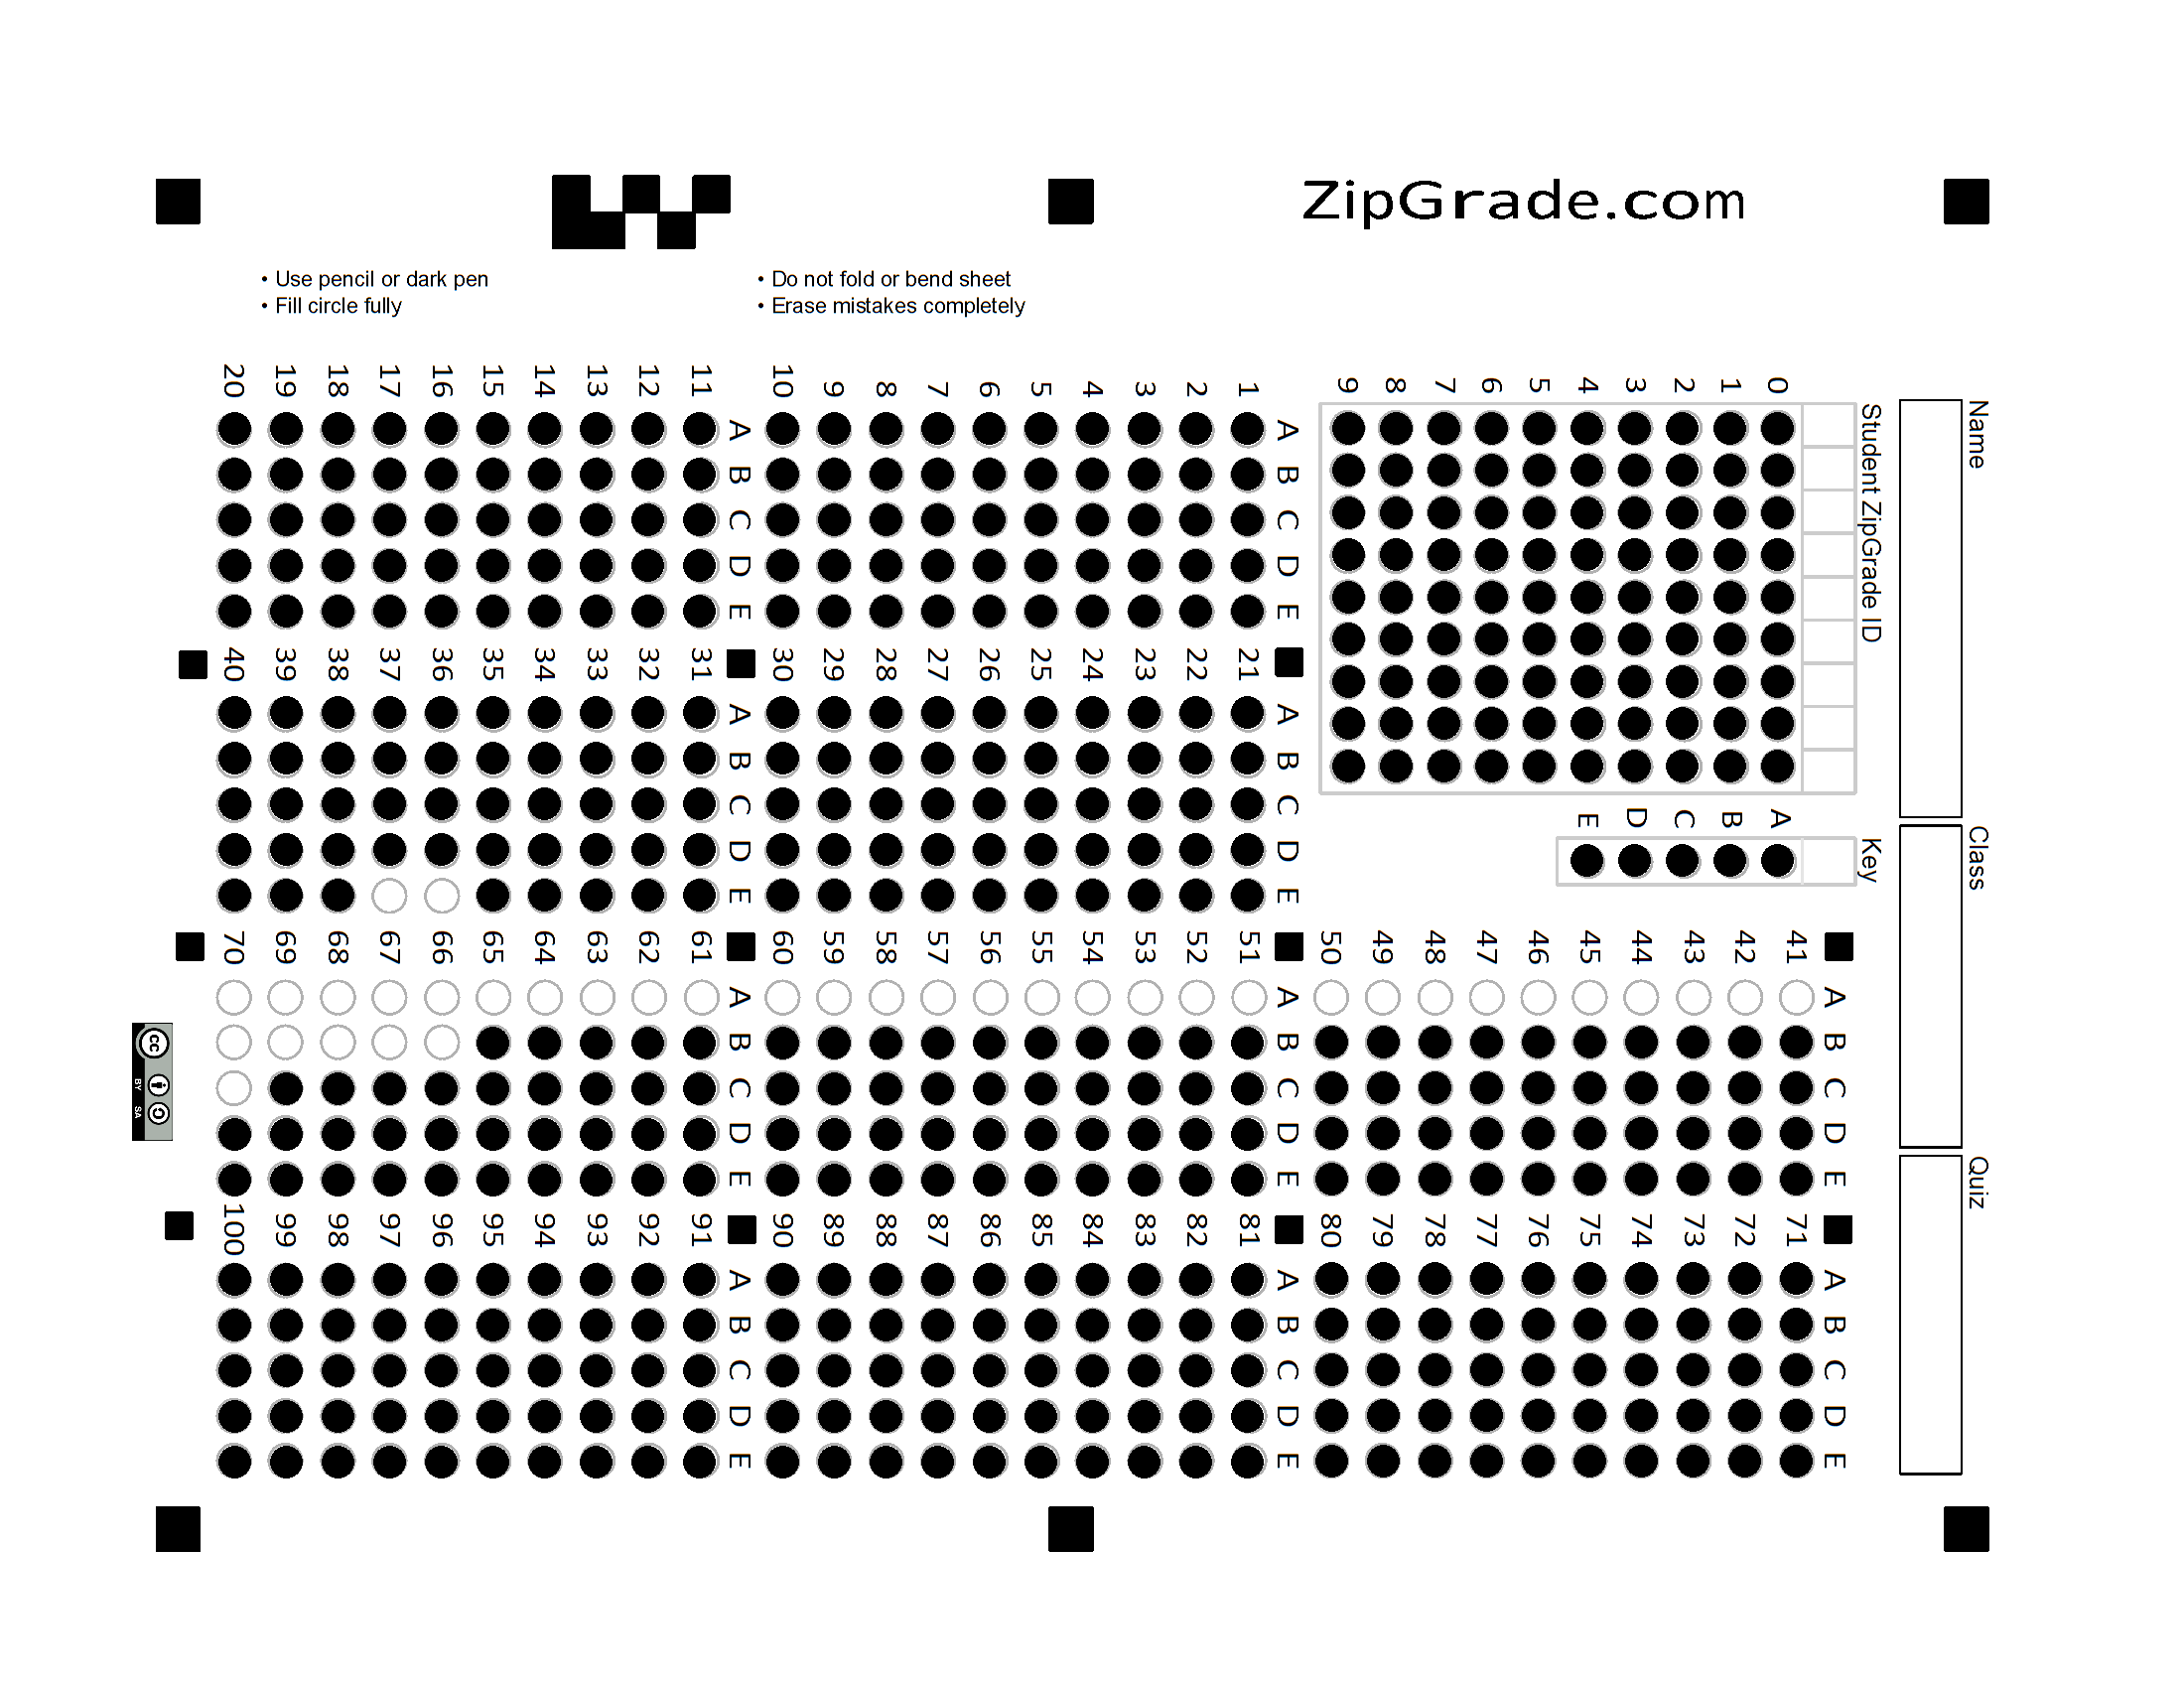 ZipGrade.com
• Use pencil or dark pen
• Fill circle fully
• Do not fold or bend sheet
• Erase mistakes completely
Name
Class
Quiz
Student ZipGrade ID
0 1 2 3 4 5 6 7 8 9
Key
A B C D E
A B C D E
1 2 3 4 5 6 7 8 9 10
A B C D E
11 12 13 14 15 16 17 18 19 20
A B C D E
21 22 23 24 25 26 27 28 29 30
A B C D E
31 32 33 34 35 36 37 38 39 40
A B C D E
41 42 43 44 45 46 47 48 49 50
A B C D E
51 52 53 54 55 56 57 58 59 60
A B C D E
61 62 63 64 65 66 67 68 69 70
A B C D E
71 72 73 74 75 76 77 78 79 80
A B C D E
81 82 83 84 85 86 87 88 89 90
A B C D E
91 92 93 94 95 96 97 98 99 100
A B C D E
cc
BY SA